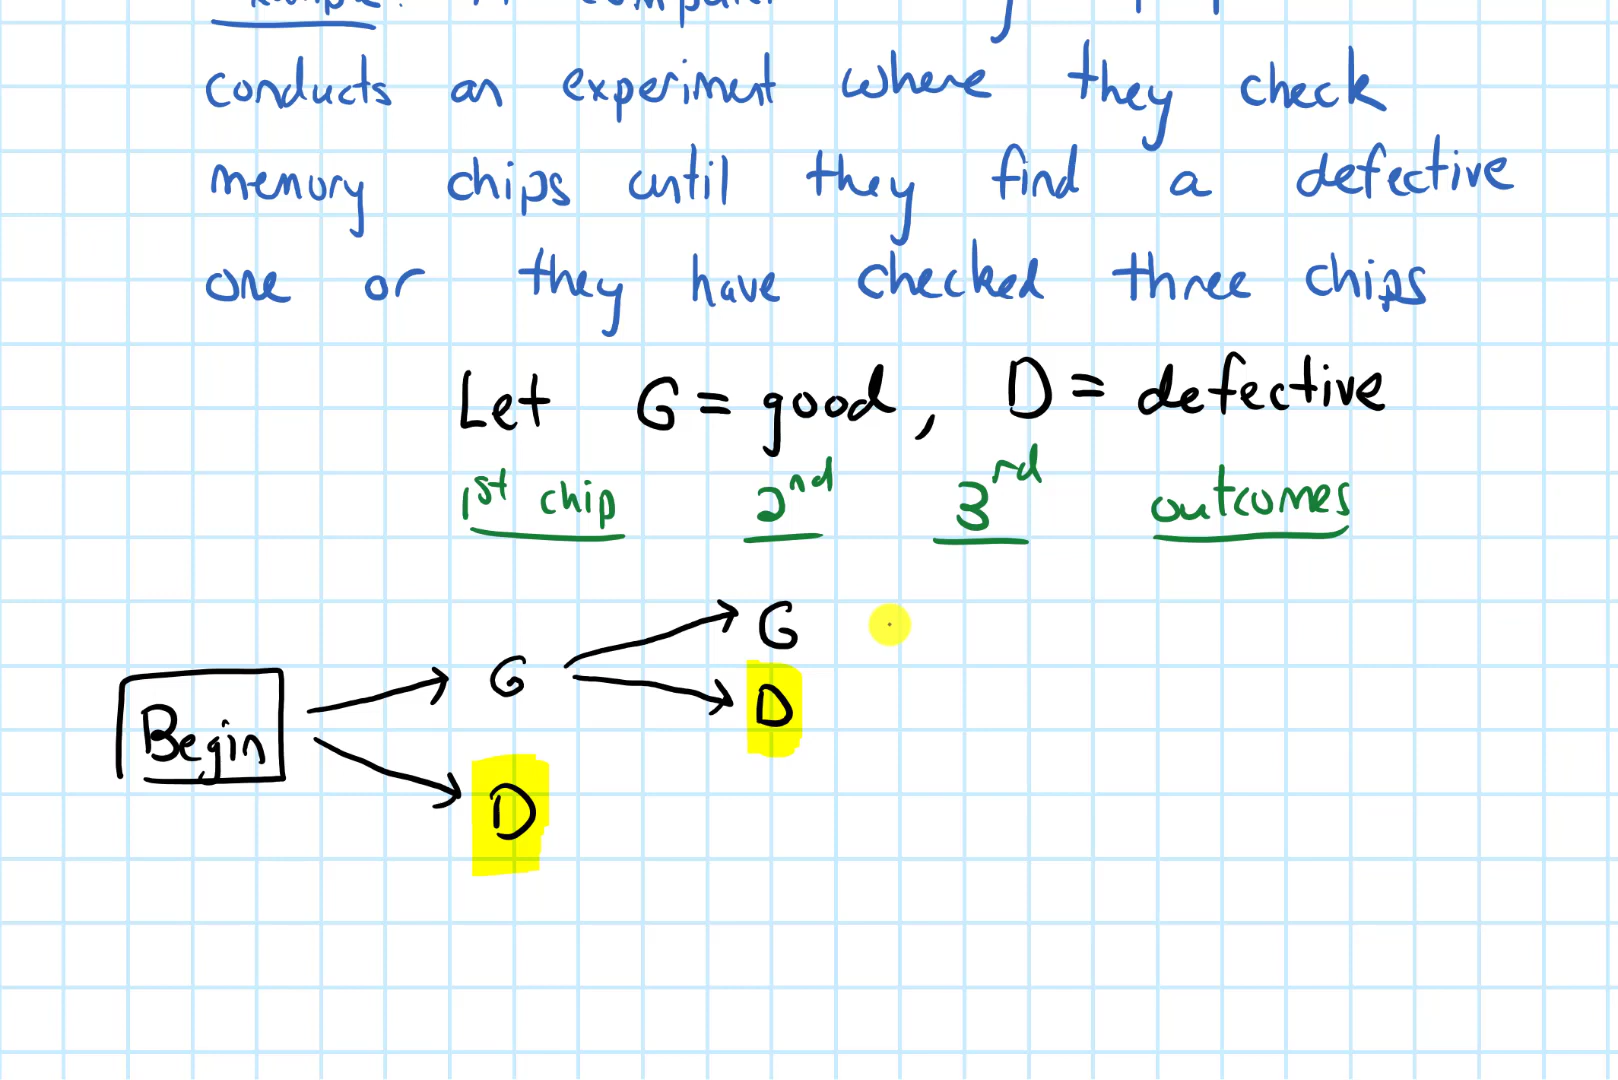 conducts an experiment where they check
memory chips until they find a defective
one or they have checked three chips
Let G = good, D = defective
1st chip 2nd 3rd outcomes
G
G
D
Begin
D